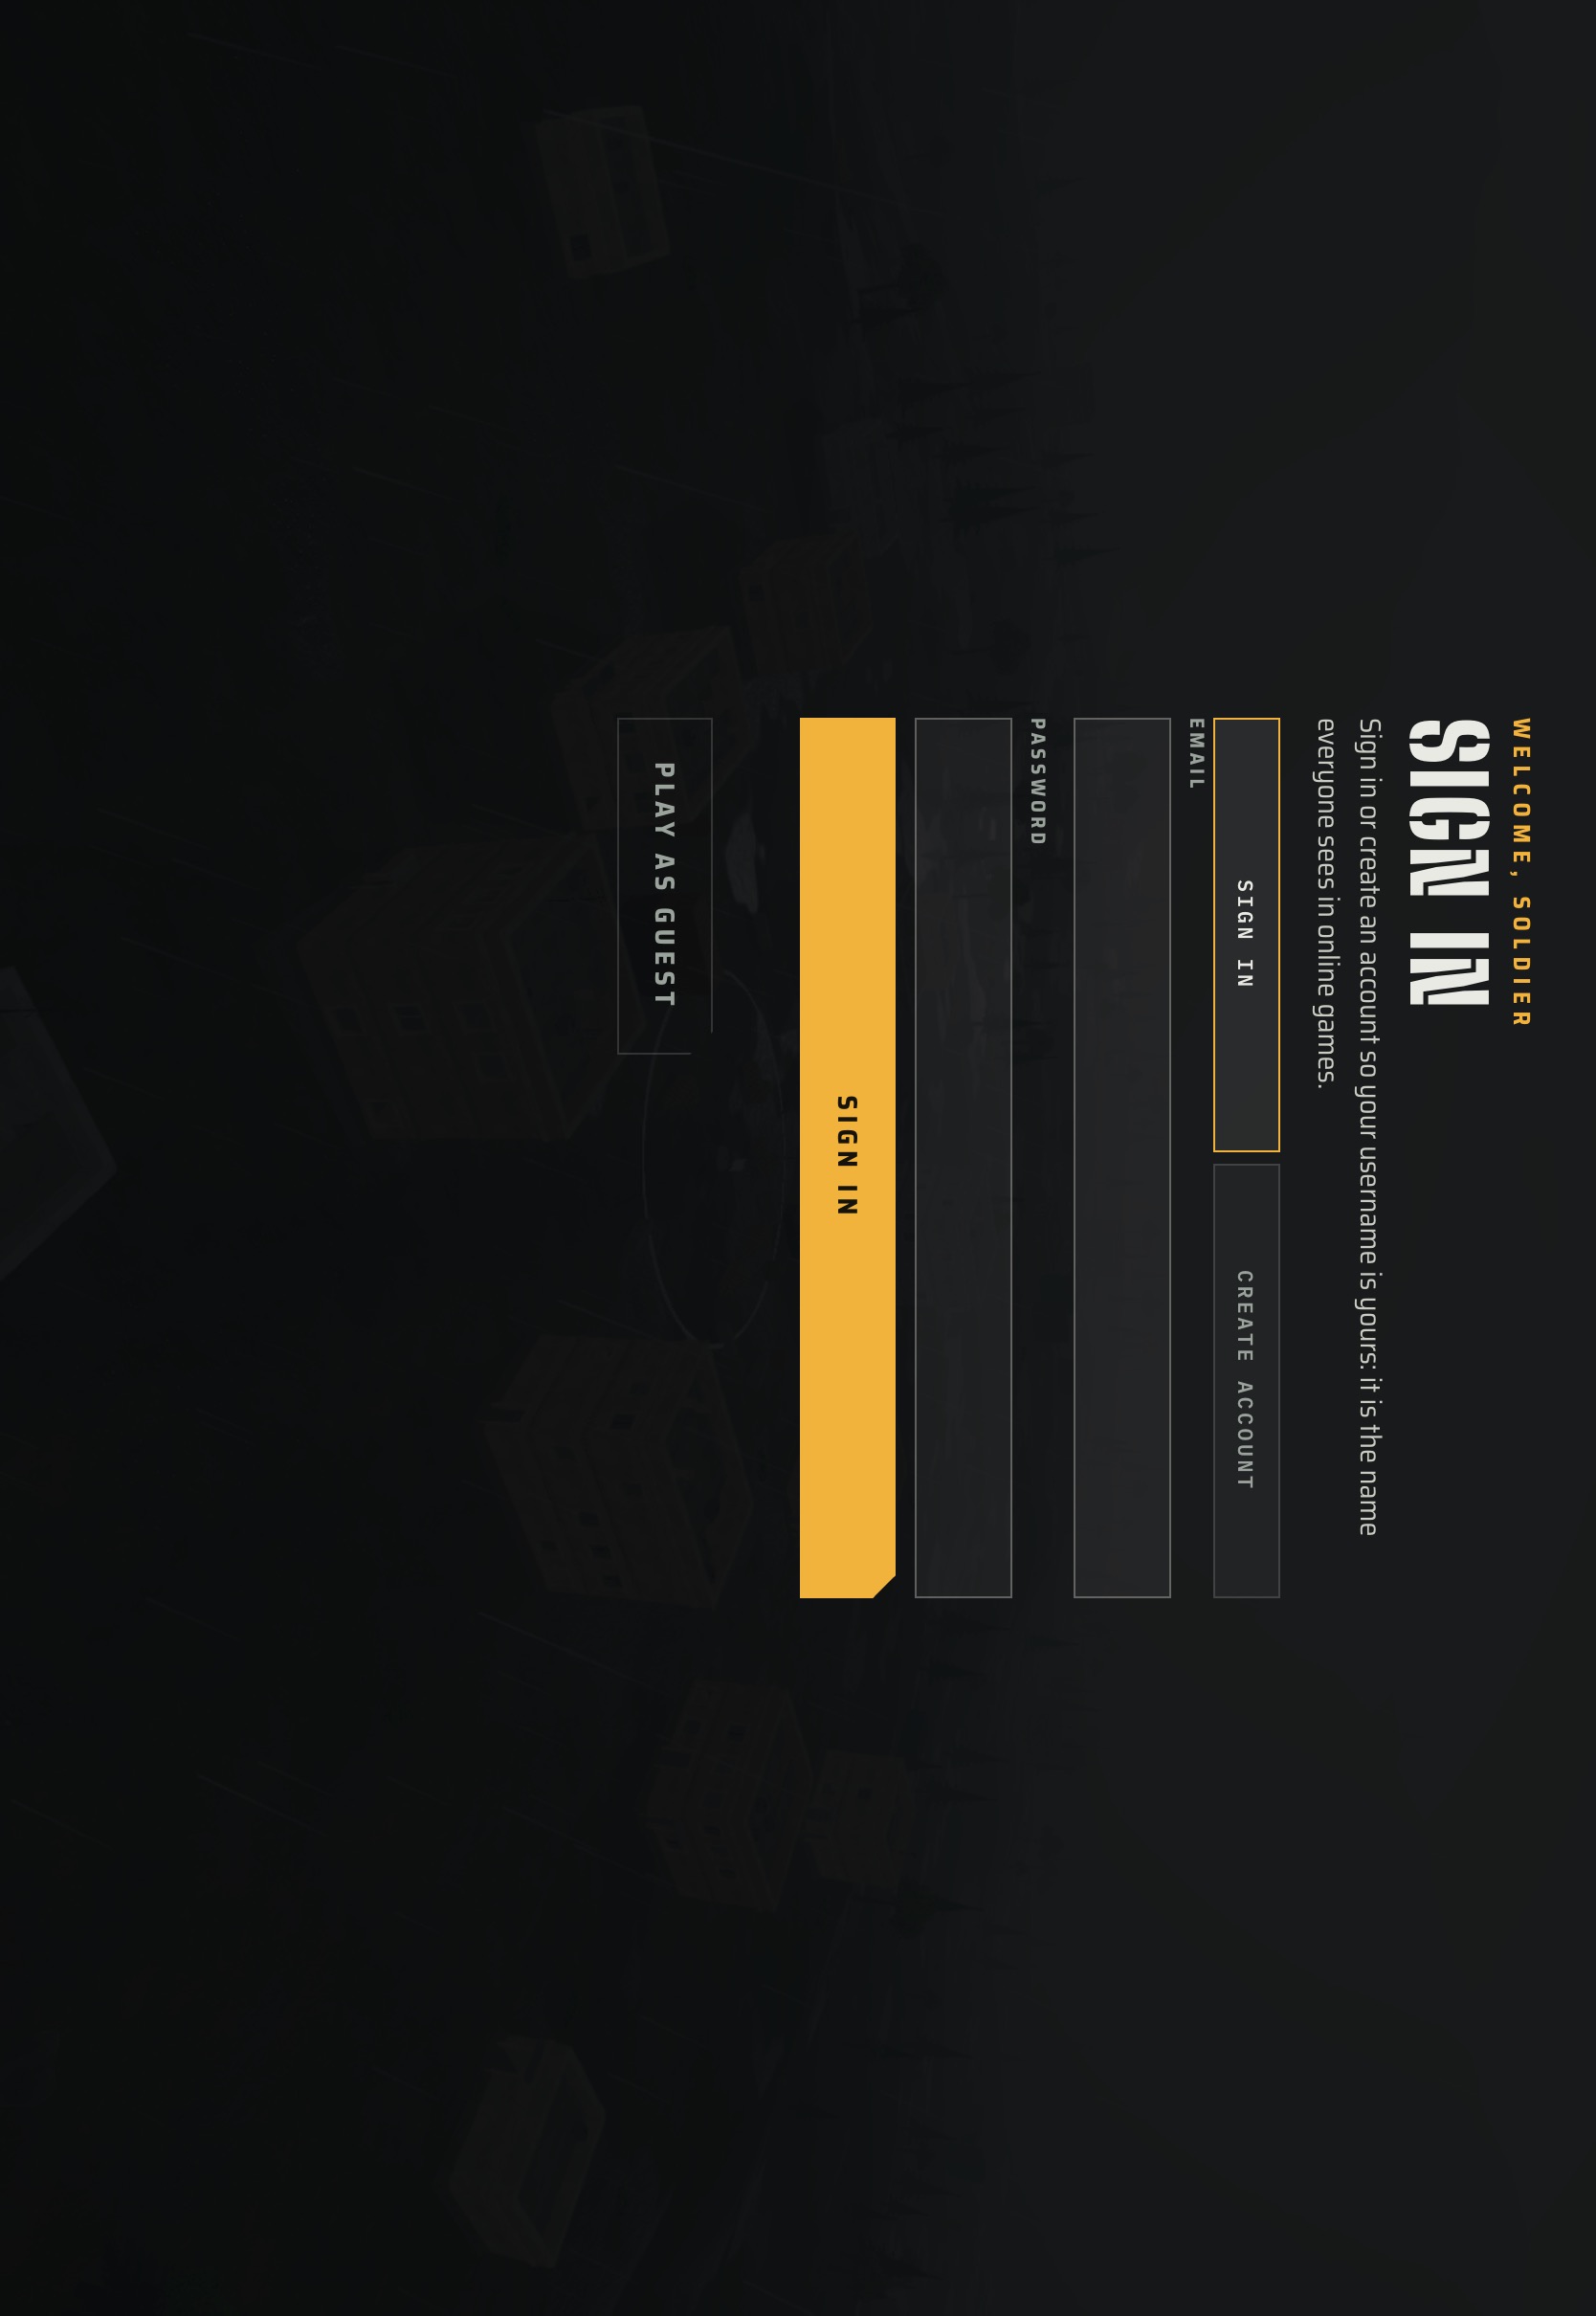 WELCOME, SOLDIER
SIGN IN
Sign in or create an account so your username is yours: it is the name
everyone sees in online games.
SIGN IN
CREATE ACCOUNT
EMAIL
PASSWORD
SIGN IN
PLAY AS GUEST